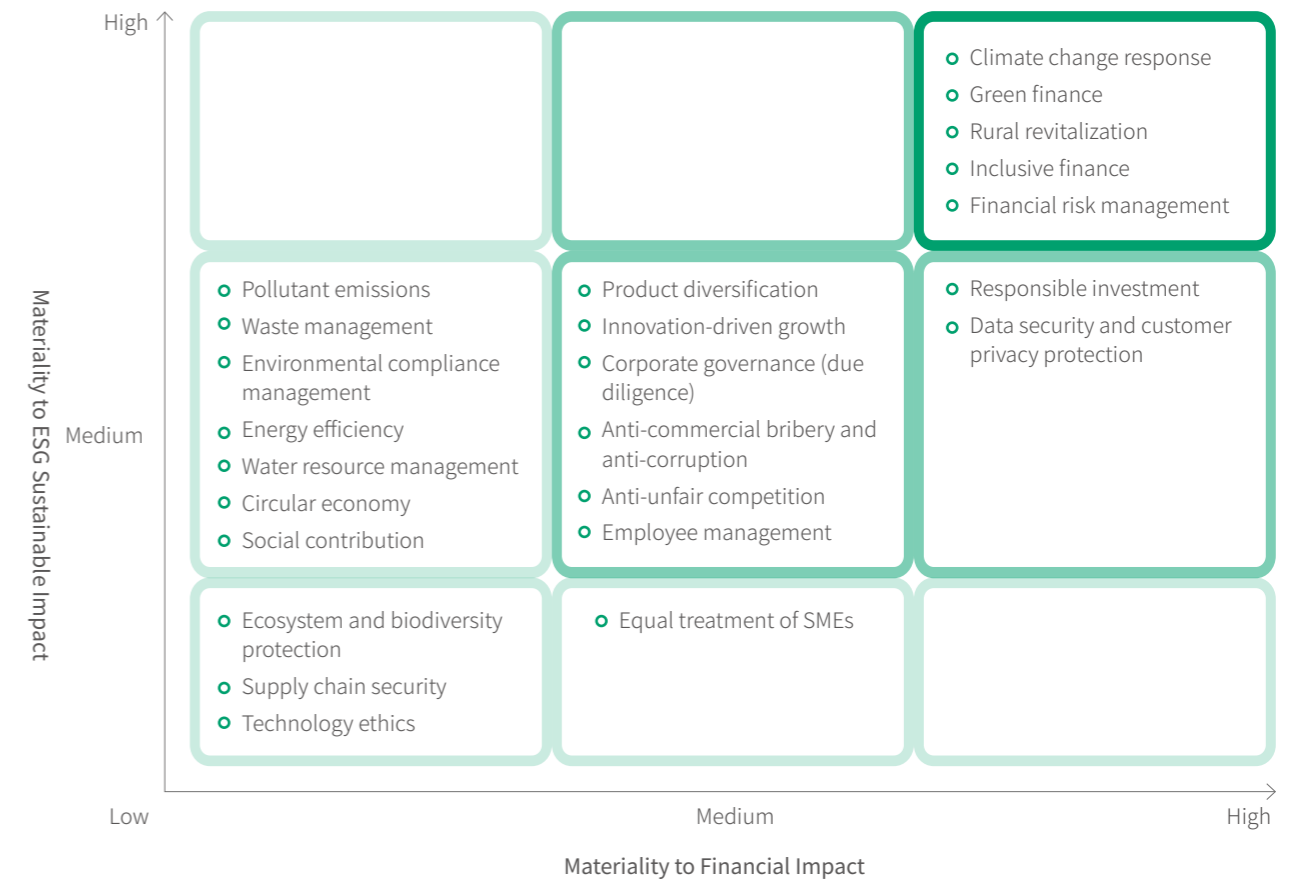 High
Climate change response
Green finance
Rural revitalization
Inclusive finance
Financial risk management
Materiality to ESG Sustainable Impact
Medium
Pollutant emissions
Waste management
Environmental compliance
management
Energy efficiency
Water resource management
Circular economy
Social contribution
Product diversification
Innovation-driven growth
Corporate governance (due
diligence)
Anti-commercial bribery and
anti-corruption
Anti-unfair competition
Employee management
Responsible investment
Data security and customer
privacy protection
Ecosystem and biodiversity
protection
Supply chain security
Technology ethics
Equal treatment of SMEs
Low
Medium
High
Materiality to Financial Impact